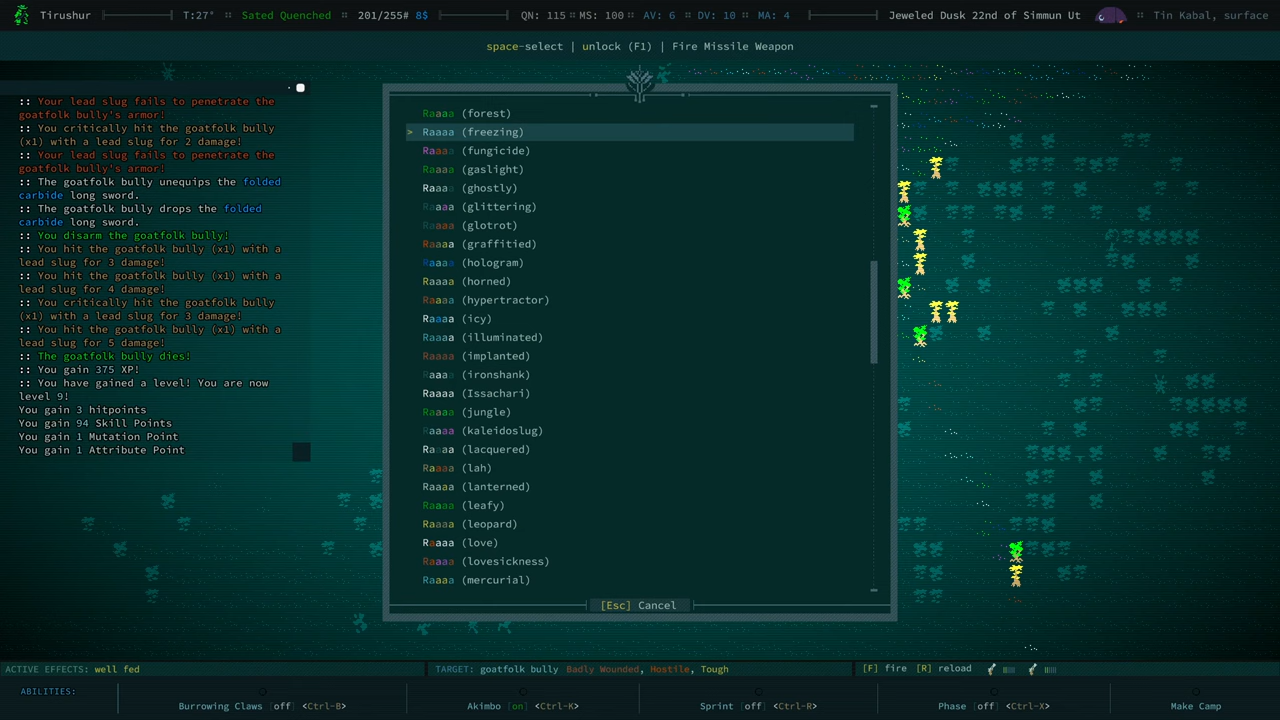 Tirushur T:27° :: Sated Quenched :: 201/255# 8$ QN: 115 :: MS: 100 :: AV: 6 :: DV: 10 :: MA: 4 Jeweled Dusk 22nd of Simmun Ut :: Tin Kabal, surface
space-select | unlock (F1) | Fire Missile Weapon
:: Your lead slug fails to penetrate the
goatfolk bully's armor!
:: You critically hit the goatfolk bully
(x1) with a lead slug for 2 damage!
:: Your lead slug fails to penetrate the
goatfolk bully's armor!
:: The goatfolk bully unequips the folded
carbide long sword.
:: The goatfolk bully drops the folded
carbide long sword.
:: You disarm the goatfolk bully!
:: You hit the goatfolk bully (x1) with a
lead slug for 3 damage!
:: You hit the goatfolk bully (x1) with a
lead slug for 4 damage!
:: You critically hit the goatfolk bully
(x1) with a lead slug for 3 damage!
:: You hit the goatfolk bully (x1) with a
lead slug for 5 damage!
:: The goatfolk bully dies!
:: You gain 375 XP!
:: You have gained a level! You are now
level 9!
You gain 3 hitpoints
You gain 94 Skill Points
You gain 1 Mutation Point
You gain 1 Attribute Point
Raaaa (forest)
> Raaaa (freezing)
Raaaa (fungicide)
Raaaa (gaslight)
Raaaa (ghostly)
Raaaa (glittering)
Raaaa (glotrot)
Raaaa (graffitied)
Raaaa (hologram)
Raaaa (horned)
Raaaa (hypertractor)
Raaaa (icy)
Raaaa (illuminated)
Raaaa (implanted)
Raaaa (ironshank)
Raaaa (Issachari)
Raaaa (jungle)
Raaaa (kaleidoslug)
Raaaa (lacquered)
Raaaa (lah)
Raaaa (lanterned)
Raaaa (leafy)
Raaaa (leopard)
Raaaa (love)
Raaaa (lovesickness)
Raaaa (mercurial)
[Esc] Cancel
ACTIVE EFFECTS: well fed
TARGET: goatfolk bully Badly Wounded, Hostile, Tough
[F] fire [R] reload
ABILITIES: Burrowing Claws [off] <Ctrl-B> Akimbo [on] <Ctrl-K> Sprint [off] <Ctrl-R> Phase [off] <Ctrl-X> Make Camp